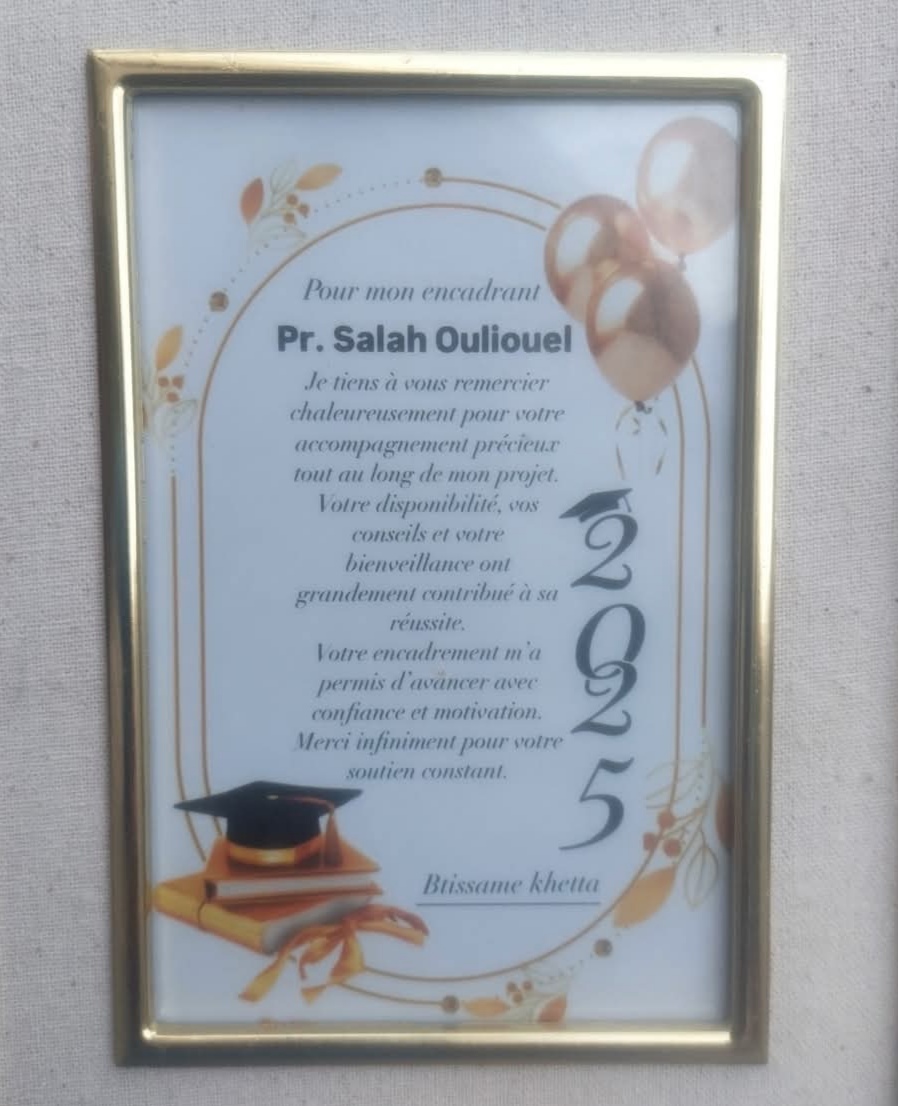 Pour mon encadrant
Pr. Salah Ouliouel
Je tiens à vous remercier
chaleureusement pour votre
accompagnement précieux
tout au long de mon projet.
Votre disponibilité, vos
conseils et votre
bienveillance ont
grandement contribué à sa
réussite.
Votre encadrement m'a
permis d'avancer avec
confiance et motivation.
Merci infiniment pour votre
soutien constant.
2025
Btissame khetta